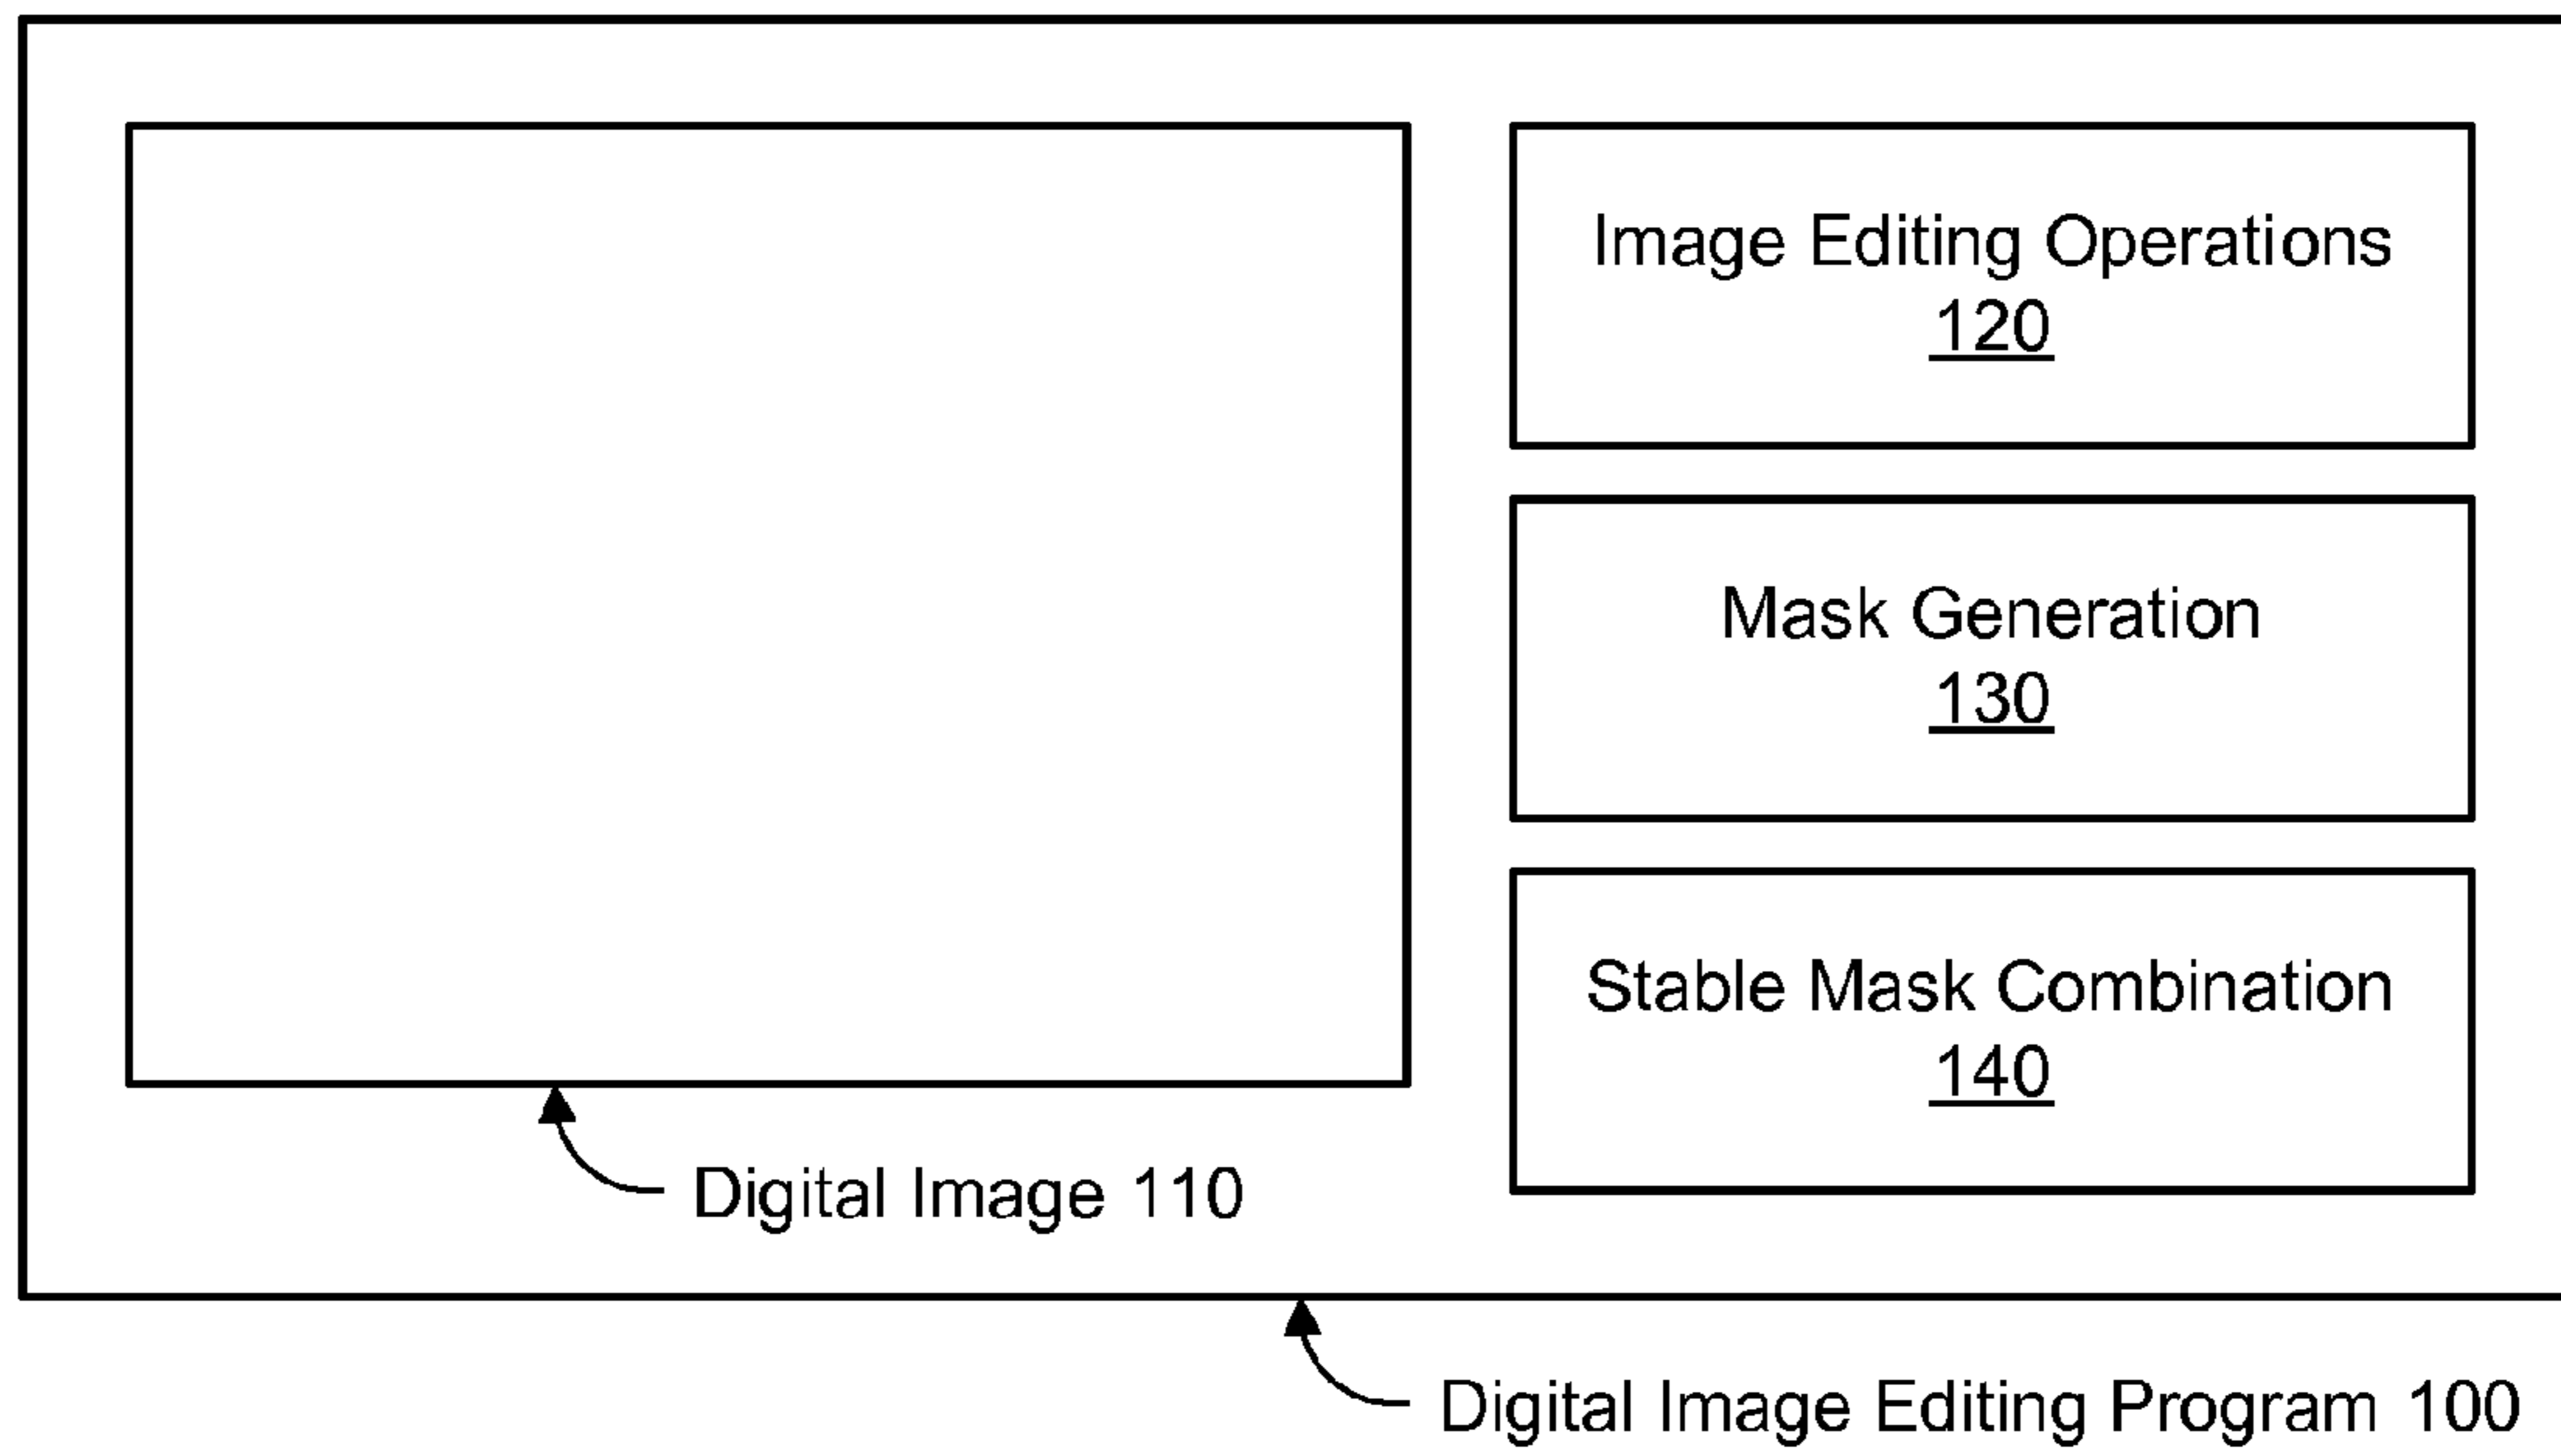 Image Editing Operations
120
Mask Generation
130
Stable Mask Combination
140
Digital Image 110
Digital Image Editing Program 100